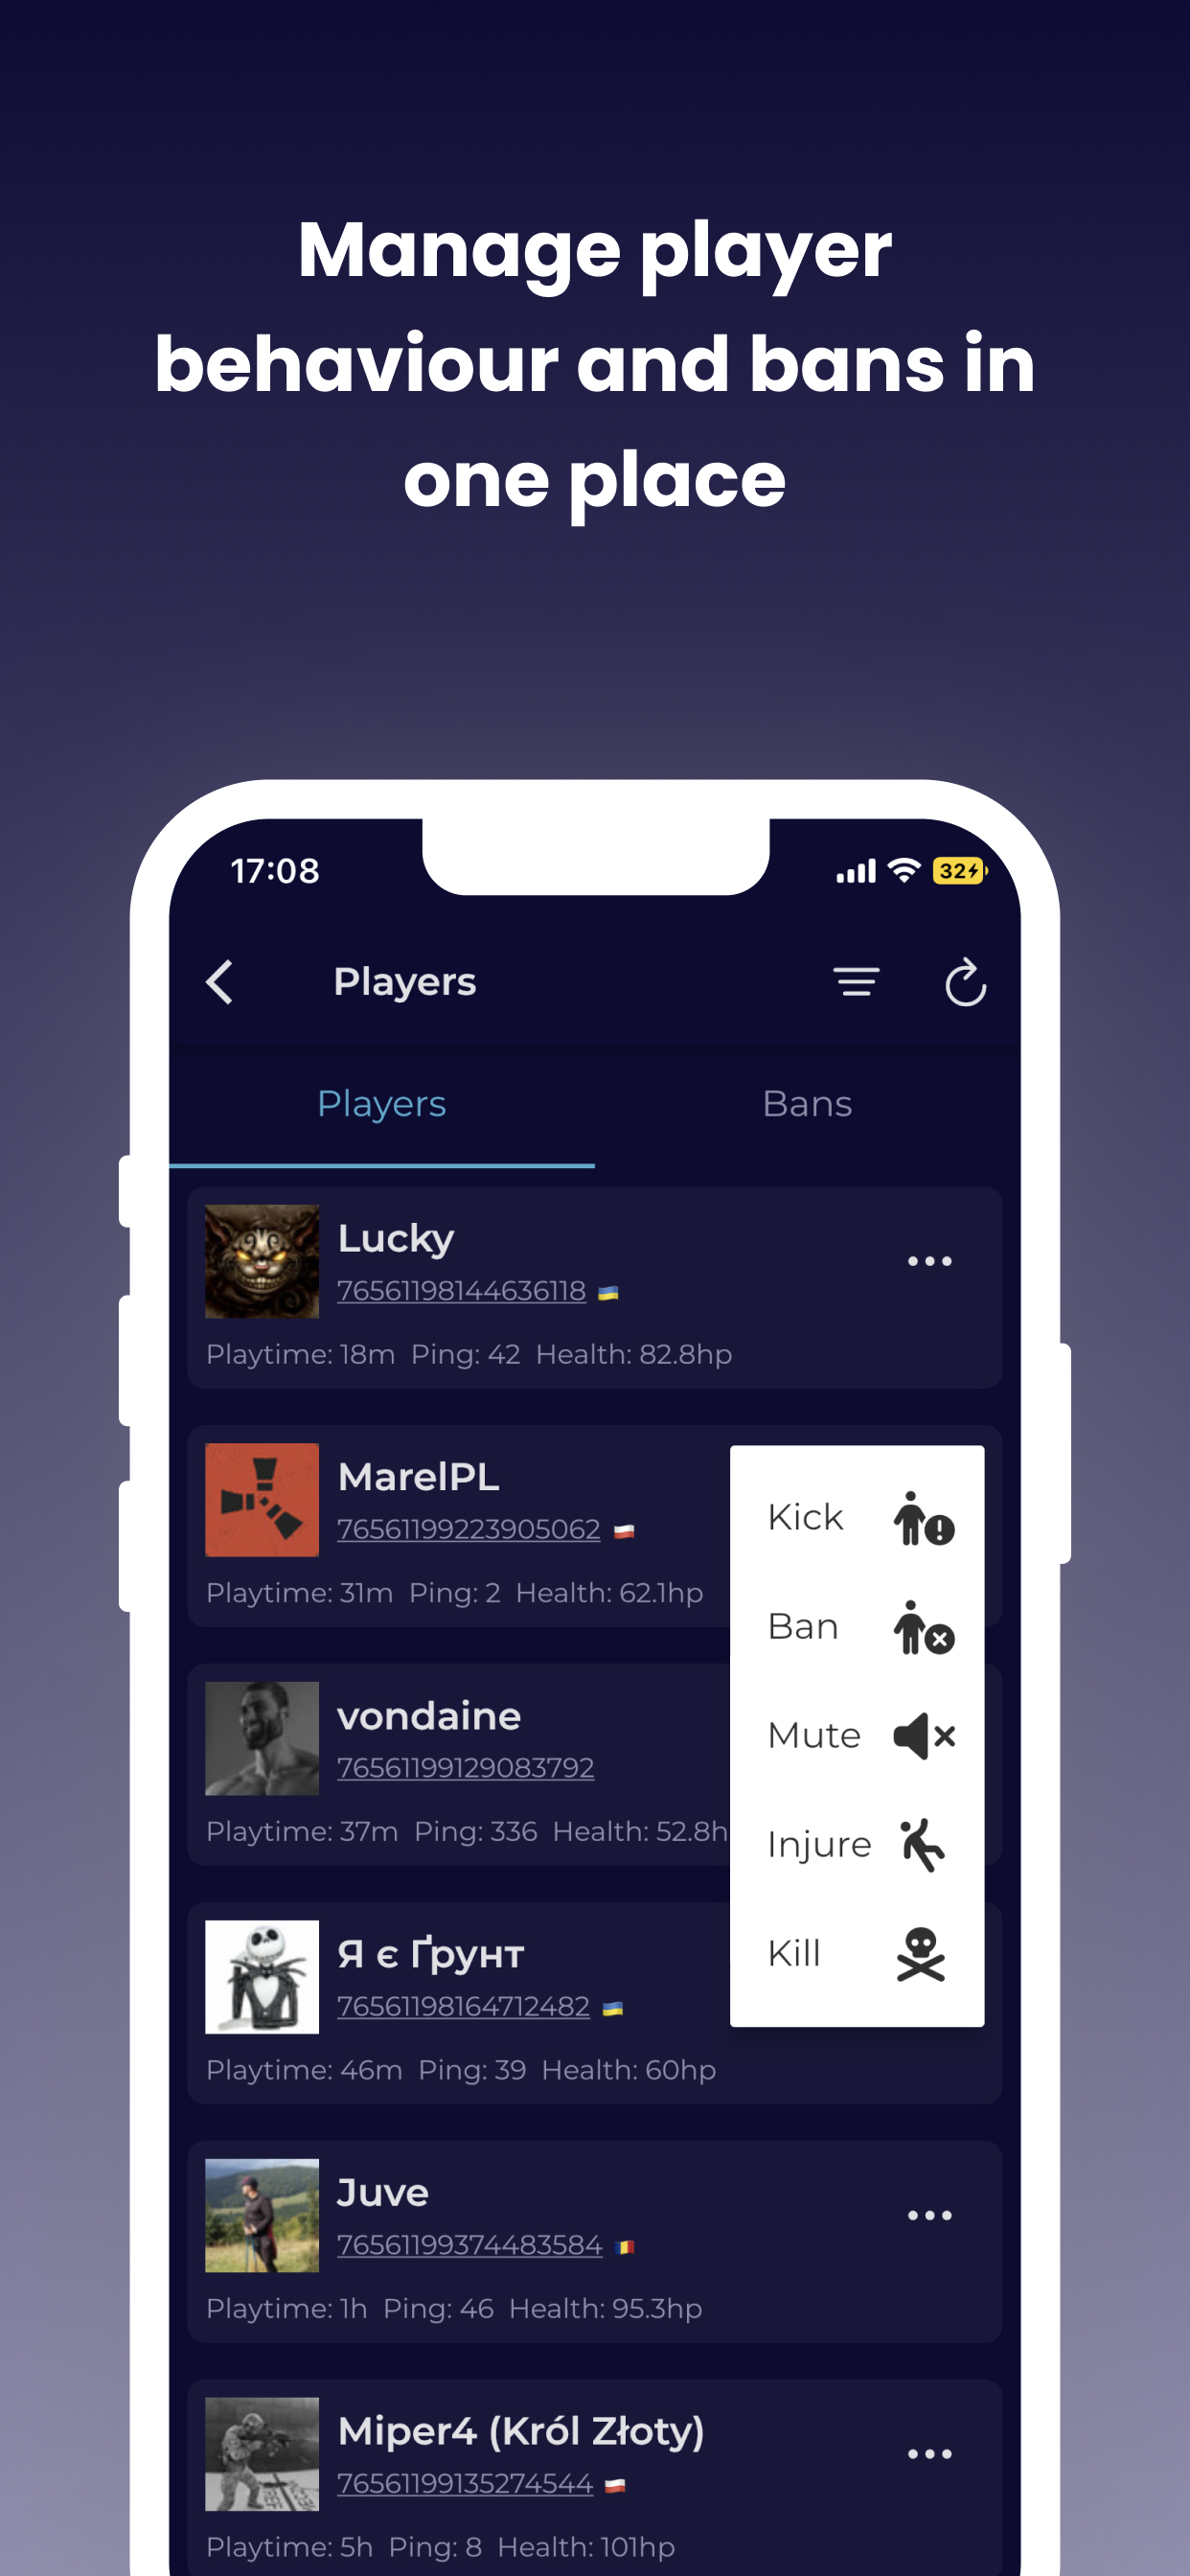 Manage player
behaviour and bans in
one place
17:08
32
Players
Players
Bans
Lucky
76561198144636118
Playtime: 18m Ping: 42 Health: 82.8hp
MarelPL
76561199223905062
Playtime: 31m Ping: 2 Health: 62.1hp
Kick
Ban
Mute
Injure
Kill
vondaine
76561199129083792
Playtime: 37m Ping: 336 Health: 52.8h
Я є Ґрунт
76561198164712482
Playtime: 46m Ping: 39 Health: 60hp
Juve
76561199374483584
Playtime: 1h Ping: 46 Health: 95.3hp
Miper4 (Król Złoty)
76561199135274544
Playtime: 5h Ping: 8 Health: 101hp